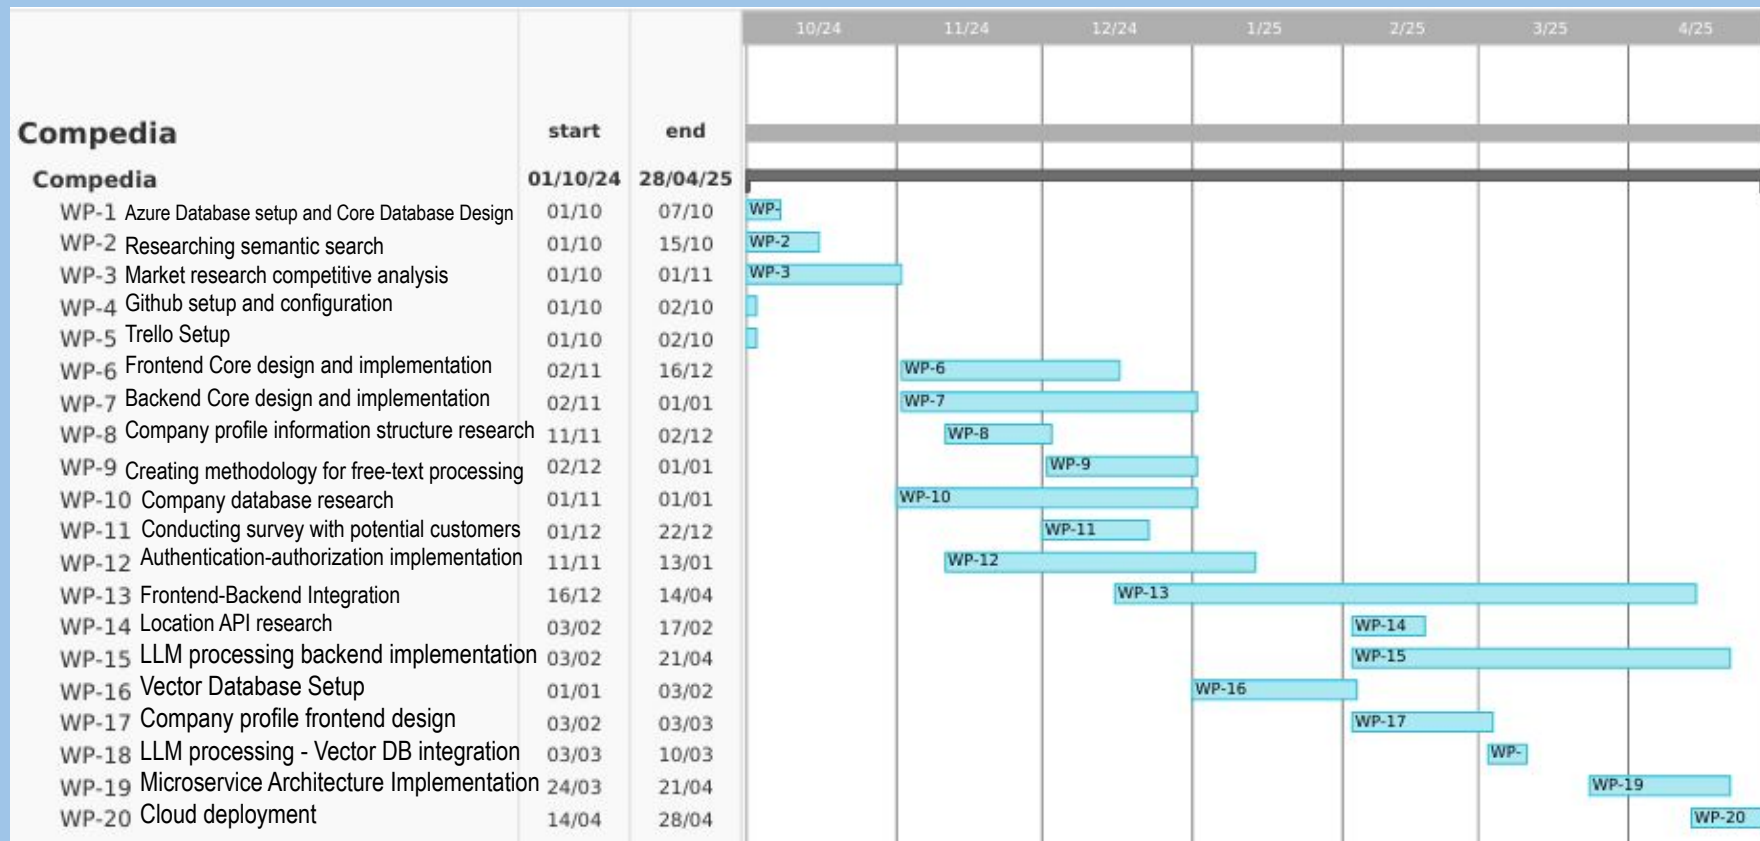 10/24 11/24 12/24 1/25 2/25 3/25 4/25
Compedia start end
Compedia 01/10/24 28/04/25
WP-1 Azure Database setup and Core Database Design 01/10 07/10 WP-
WP-2 Researching semantic search 01/10 15/10 WP-2
WP-3 Market research competitive analysis 01/10 01/11 WP-3
WP-4 Github setup and configuration 01/10 02/10
WP-5 Trello Setup 01/10 02/10
WP-6 Frontend Core design and implementation 02/11 16/12 WP-6
WP-7 Backend Core design and implementation 02/11 01/01 WP-7
WP-8 Company profile information structure research 11/11 02/12 WP-8
WP-9 Creating methodology for free-text processing 02/12 01/01 WP-9
WP-10 Company database research 01/11 01/01 WP-10
WP-11 Conducting survey with potential customers 01/12 22/12 WP-11
WP-12 Authentication-authorization implementation 11/11 13/01 WP-12
WP-13 Frontend-Backend Integration 16/12 14/04 WP-13
WP-14 Location API research 03/02 17/02 WP-14
WP-15 LLM processing backend implementation 03/02 21/04 WP-15
WP-16 Vector Database Setup 01/01 03/02 WP-16
WP-17 Company profile frontend design 03/02 03/03 WP-17
WP-18 LLM processing - Vector DB integration 03/03 10/03 WP-
WP-19 Microservice Architecture Implementation 24/03 21/04 WP-19
WP-20 Cloud deployment 14/04 28/04 WP-20